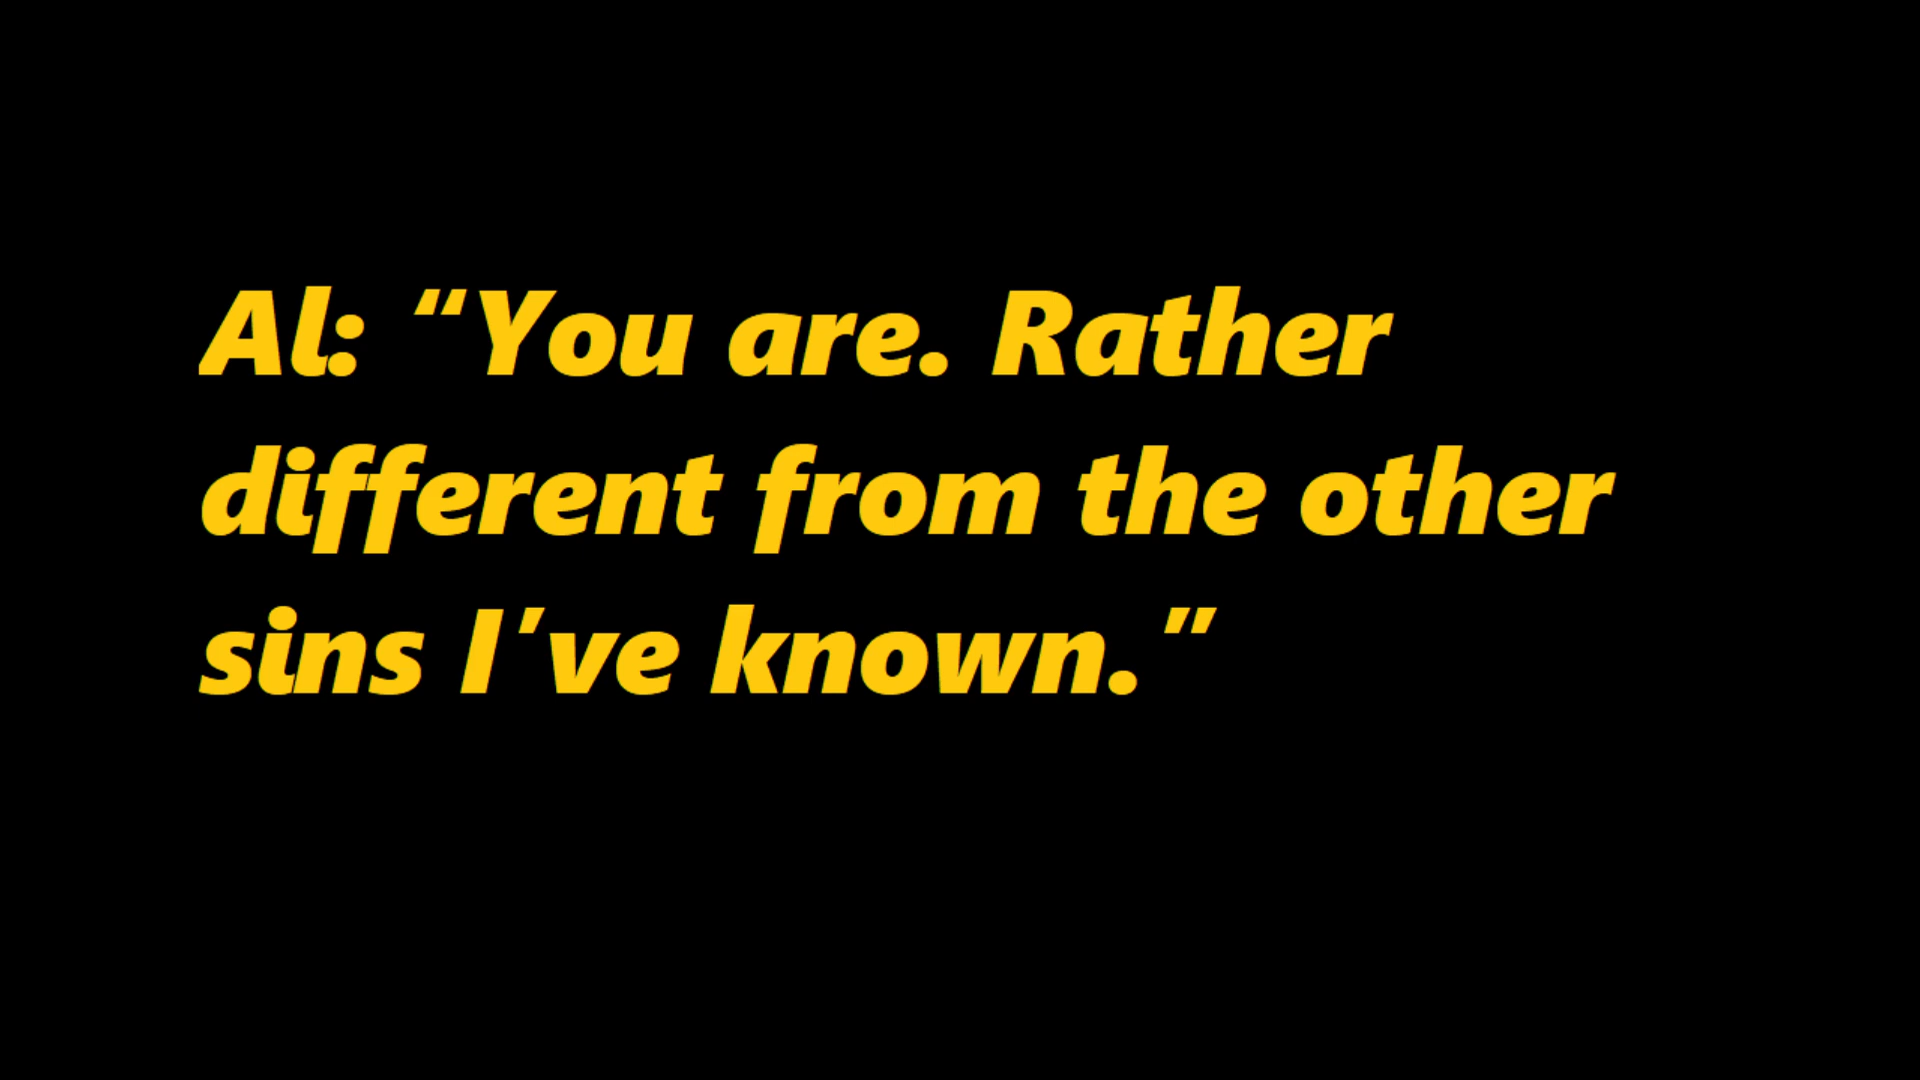 Al: “You are. Rather
different from the other
sins I’ve known.”